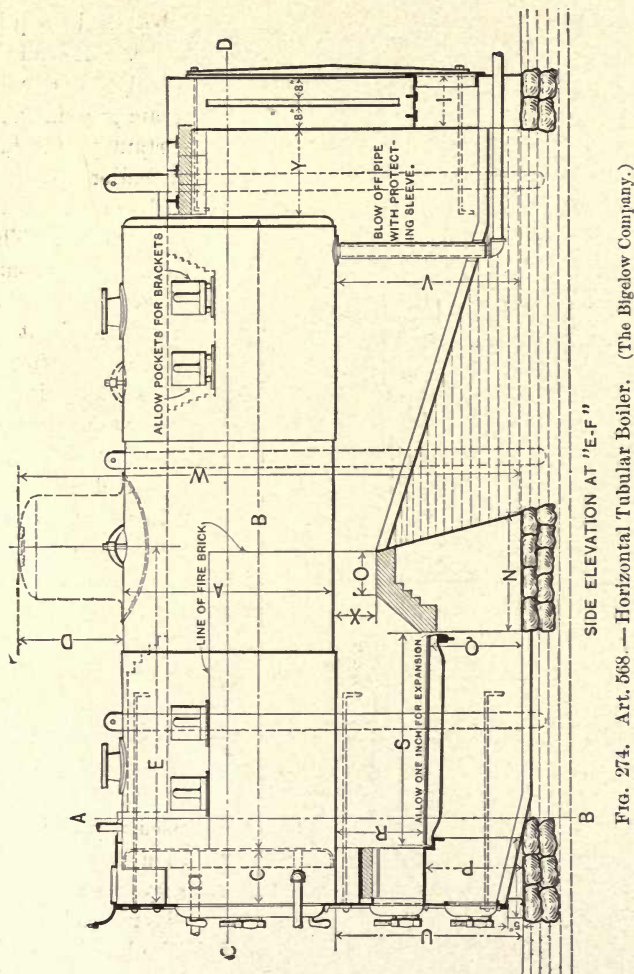 D
8"
8"
I
Y
BLOW OFF PIPE
WITH PROTECT-
ING SLEEVE.
V
ALLOW POCKETS FOR BRACKETS
W
B
LINE OF FIRE BRICK
A
D
E
X
O
N
Q
S
ALLOW ONE INCH FOR EXPANSION
R
P
A
B
C
C
U
5"
SIDE ELEVATION AT "E-F"
FIG. 274. Art. 568. — Horizontal Tubular Boiler. (The Bigelow Company.)